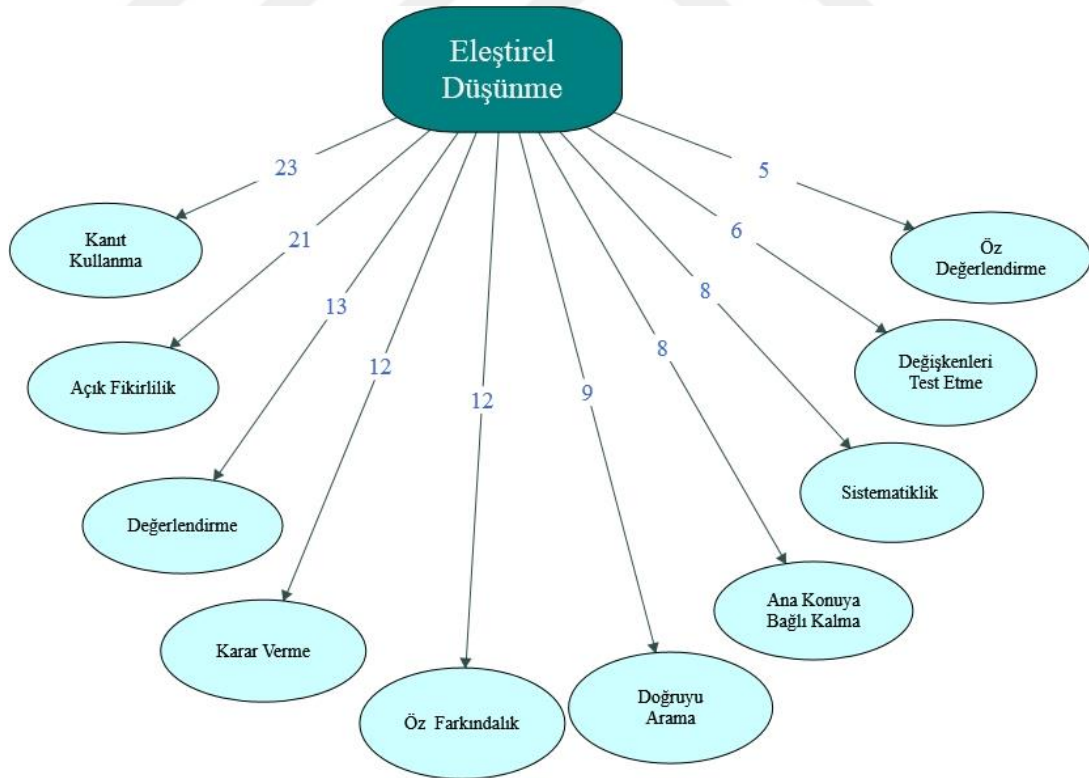 Eleştirel
Düşünme
23
5
21
6
13
8
12
8
12
9
Kanıt
Kullanma
Öz
Değerlendirme
Açık Fikirlilik
Değişkenleri
Test Etme
Değerlendirme
Sistematiklik
Karar Verme
Ana Konuya
Bağlı Kalma
Öz Farkındalık
Doğruyu
Arama